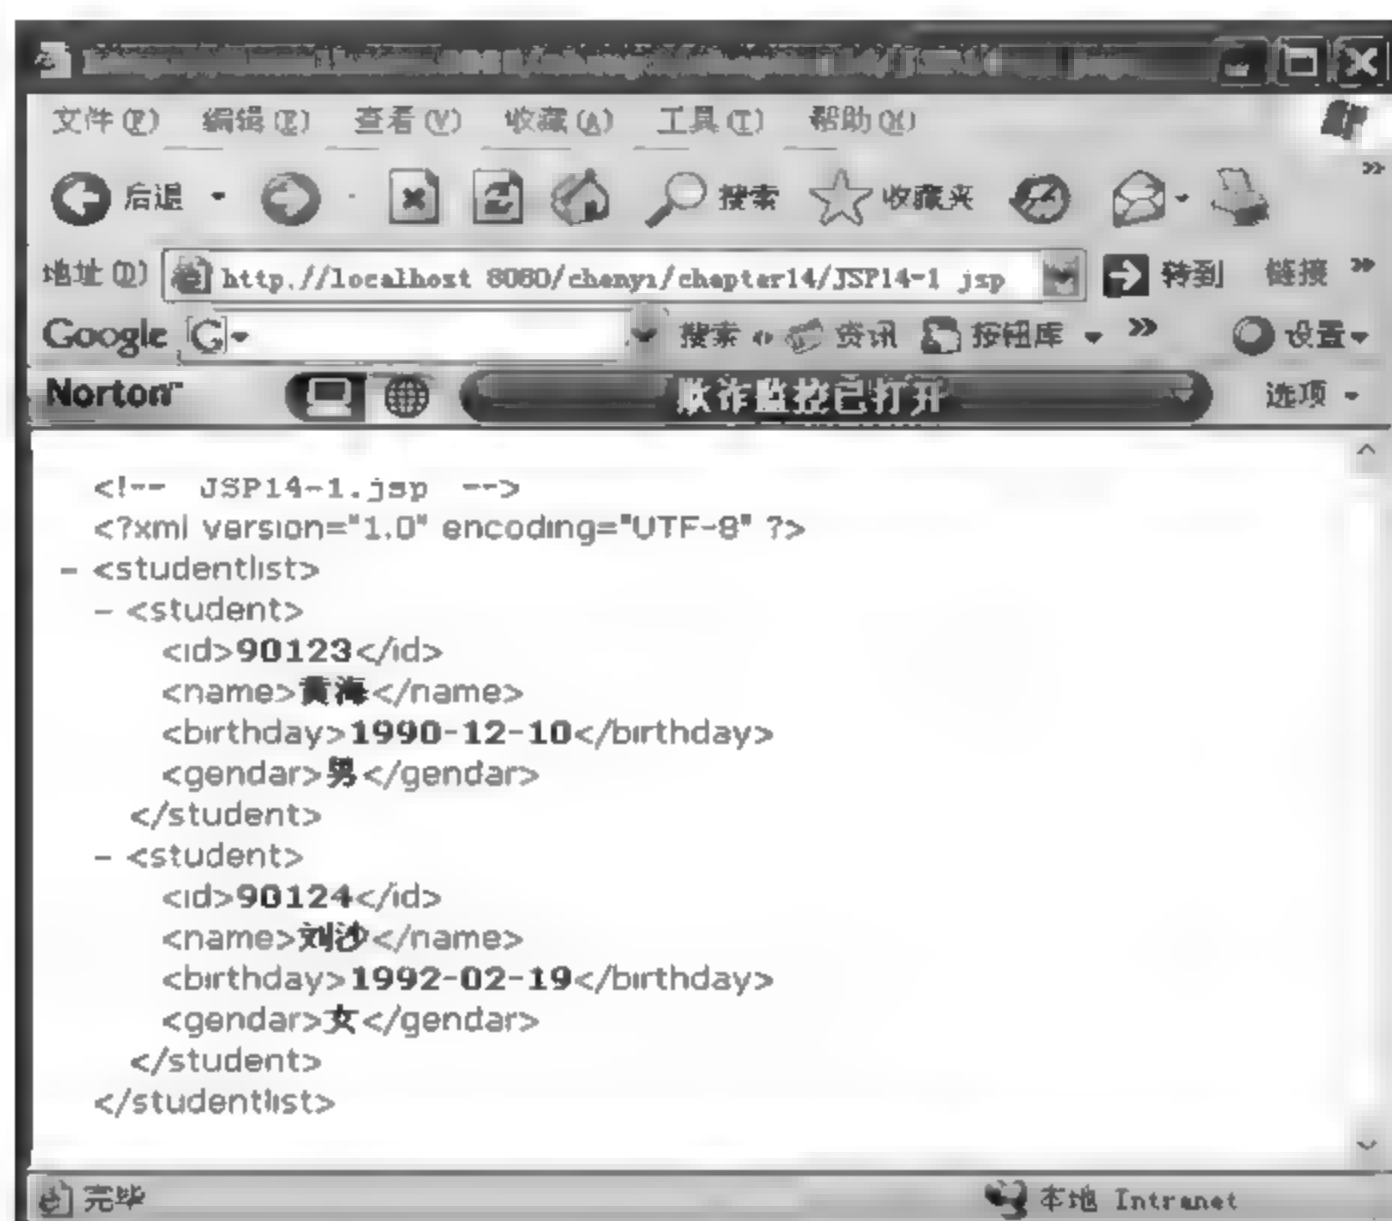 文件(F) 编辑(E) 查看(V) 收藏(A) 工具(T) 帮助(H)
后退 搜索 收藏夹 »
地址(D) http://localhost 8080/chenyi/chapter14/JSP14-1 jsp 转到 链接 »
Google G 搜索 资讯 按钮库 » 设置
Norton™ 欺诈监控已打开 选项
<!-- JSP14-1.jsp -->
<?xml version="1.0" encoding="UTF-8" ?>
- <studentlist>
- <student>
<id>90123</id>
<name>黄海</name>
<birthday>1990-12-10</birthday>
<gendar>男</gendar>
</student>
- <student>
<id>90124</id>
<name>刘沙</name>
<birthday>1992-02-19</birthday>
<gendar>女</gendar>
</student>
</studentlist>
完毕 本地 Intranet